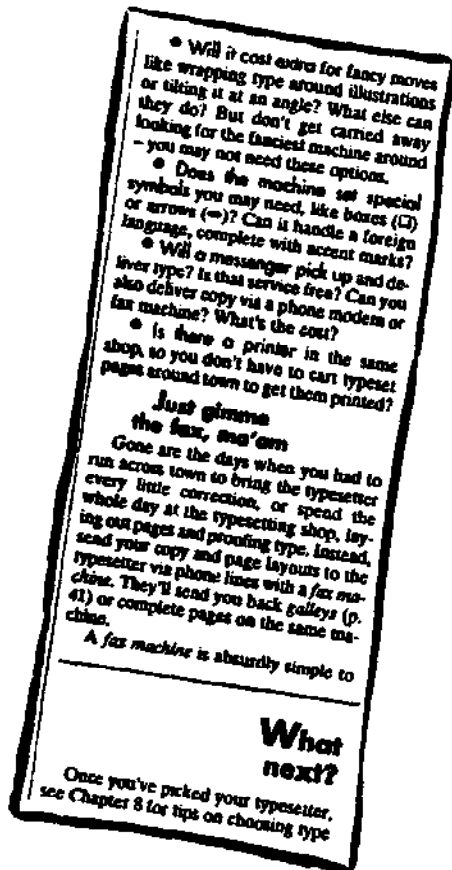 • Will it cost extra for fancy moves
like wrapping type around illustrations
or tilting it at an angle? What else can
they do? But don't get carried away
looking for the fanciest machine around
– you may not need these options.
• Does the machine set special
symbols you may need, like boxes (❑)
or arrows (⇨)? Can it handle a foreign
language, complete with accent marks?
• Will a messenger pick up and de-
liver type? Is that service free? Can you
also deliver copy via a phone modem or
fax machine? What's the cost?
• Is there a printer in the same
shop, so you don't have to cart typeset
pages around town to get them printed?
Just gimme
the fax, ma'am
Gone are the days when you had to
run across town to bring the typesetter
every little correction, or spend the
whole day at the typesetting shop, lay-
ing out pages and proofing type. Instead,
send your copy and page layouts to the
typesetter via phone lines with a fax ma-
chine. They'll send you back galleys (p.
41) or complete pages on the same ma-
chine.
A fax machine is absurdly simple to
What
next?
Once you've picked your typesetter,
see Chapter 8 for tips on choosing type